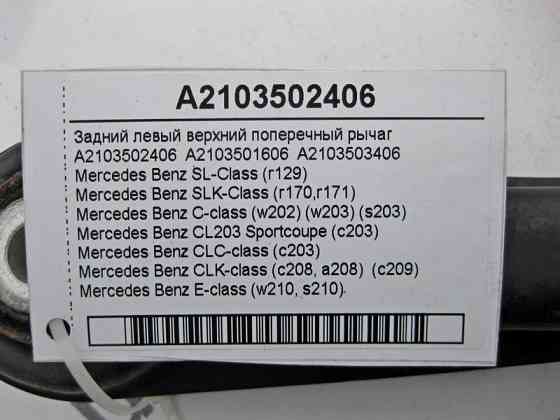 A2103502406
Задний левый верхний поперечный рычаг
A2103502406 A2103501606 A2103503406
Mercedes Benz SL-Class (r129)
Mercedes Benz SLK-Class (r170,r171)
Mercedes Benz C-class (w202) (w203) (s203)
Mercedes Benz CL203 Sportcoupe (c203)
Mercedes Benz CLC-class (c203)
Mercedes Benz CLK-class (c208, a208) (c209)
Mercedes Benz E-class (w210, s210).